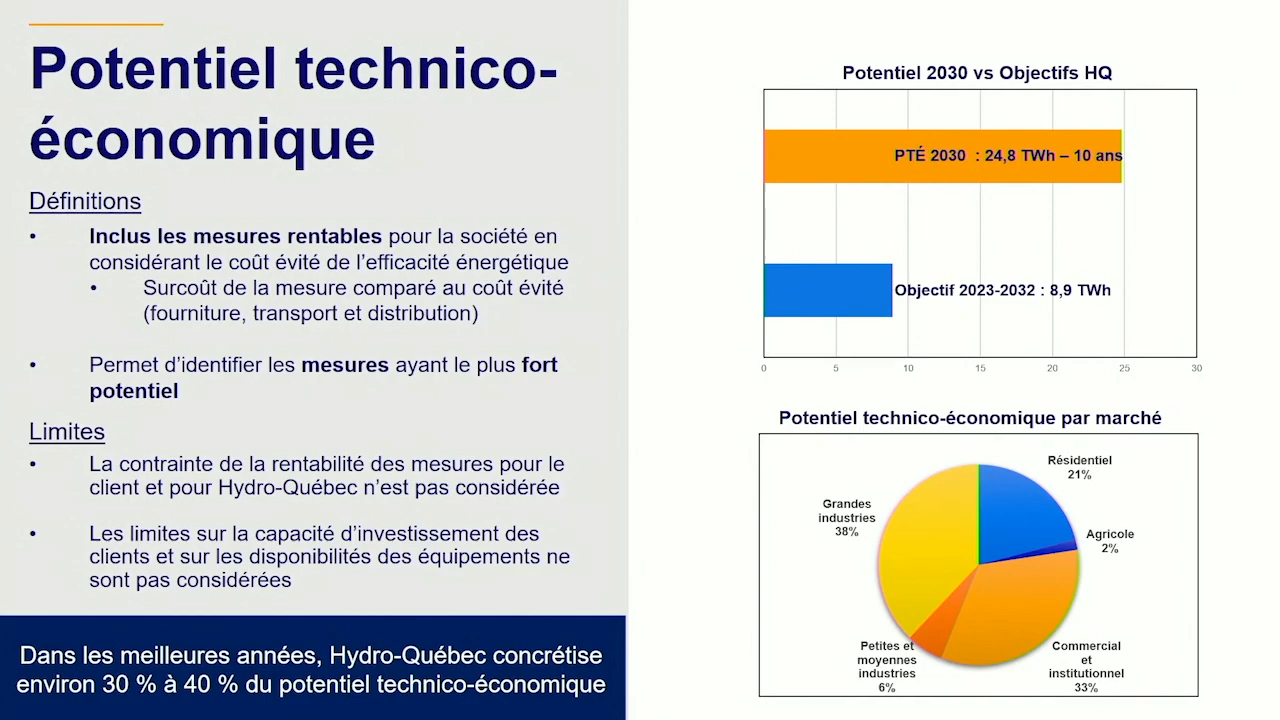 Potentiel technico-
économique
Définitions
• Inclus les mesures rentables pour la société en
considérant le coût évité de l'efficacité énergétique
• Surcoût de la mesure comparé au coût évité
(fourniture, transport et distribution)
• Permet d'identifier les mesures ayant le plus fort
potentiel
Limites
• La contrainte de la rentabilité des mesures pour le
client et pour Hydro-Québec n'est pas considérée
• Les limites sur la capacité d'investissement des
clients et sur les disponibilités des équipements ne
sont pas considérées
Dans les meilleures années, Hydro-Québec concrétise
environ 30 % à 40 % du potentiel technico-économique
Potentiel 2030 vs Objectifs HQ
PTÉ 2030 : 24,8 TWh – 10 ans
Objectif 2023-2032 : 8,9 TWh
0 5 10 15 20 25 30
Potentiel technico-économique par marché
Résidentiel
21%
Agricole
2%
Commercial
et
institutionnel
33%
Petites et
moyennes
industries
6%
Grandes
industries
38%